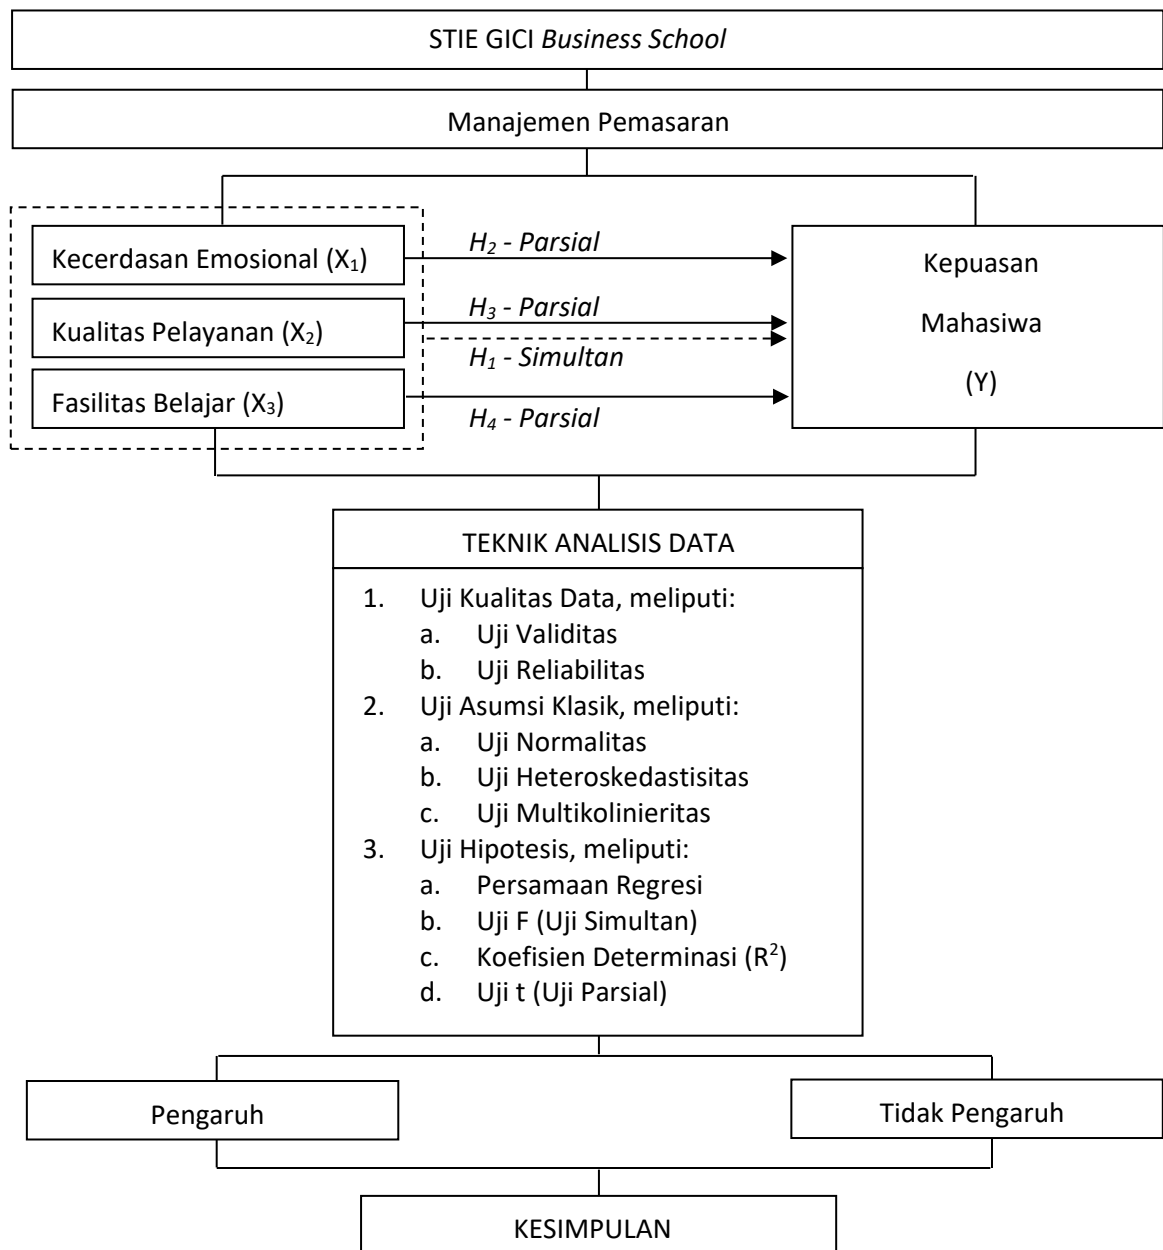 STIE GICI Business School
Manajemen Pemasaran
Kecerdasan Emosional (X₁)
Kualitas Pelayanan (X₂)
Fasilitas Belajar (X₃)
H₂ - Parsial
H₃ - Parsial
H₁ - Simultan
H₄ - Parsial
Kepuasan
Mahasiwa
(Y)
TEKNIK ANALISIS DATA
1. Uji Kualitas Data, meliputi:
a. Uji Validitas
b. Uji Reliabilitas
2. Uji Asumsi Klasik, meliputi:
a. Uji Normalitas
b. Uji Heteroskedastisitas
c. Uji Multikolinieritas
3. Uji Hipotesis, meliputi:
a. Persamaan Regresi
b. Uji F (Uji Simultan)
c. Koefisien Determinasi (R²)
d. Uji t (Uji Parsial)
Pengaruh
Tidak Pengaruh
KESIMPULAN